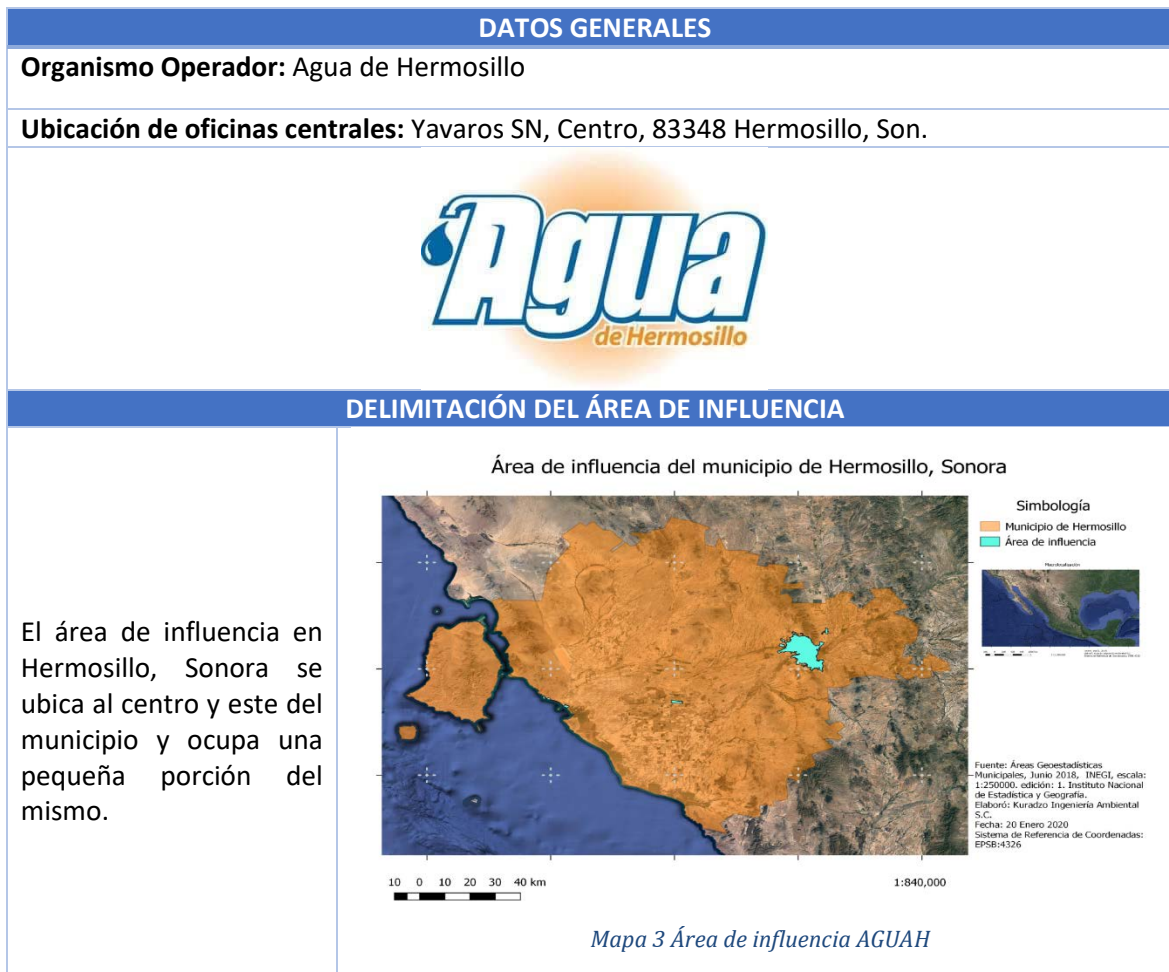 DATOS GENERALES
Organismo Operador: Agua de Hermosillo
Ubicación de oficinas centrales: Yavaros SN, Centro, 83348 Hermosillo, Son.
Agua
de Hermosillo
DELIMITACIÓN DEL ÁREA DE INFLUENCIA
El área de influencia en
Hermosillo, Sonora se
ubica al centro y este del
municipio y ocupa una
pequeña porción del
mismo.
Área de influencia del municipio de Hermosillo, Sonora
Simbología
Municipio de Hermosillo
Área de influencia
Fuente: Áreas Geoestadísticas
Municipales, Junio 2018, INEGI, escala:
1:250000. edición: 1. Instituto Nacional
de Estadística y Geografía.
Elaboró: Kuradzo Ingeniería Ambiental
S.C.
Fecha: 20 Enero 2020
Sistema de Referencia de Coordenadas:
EPSB:4326
10 0 10 20 30 40 km
1:840,000
Mapa 3 Área de influencia AGUAH